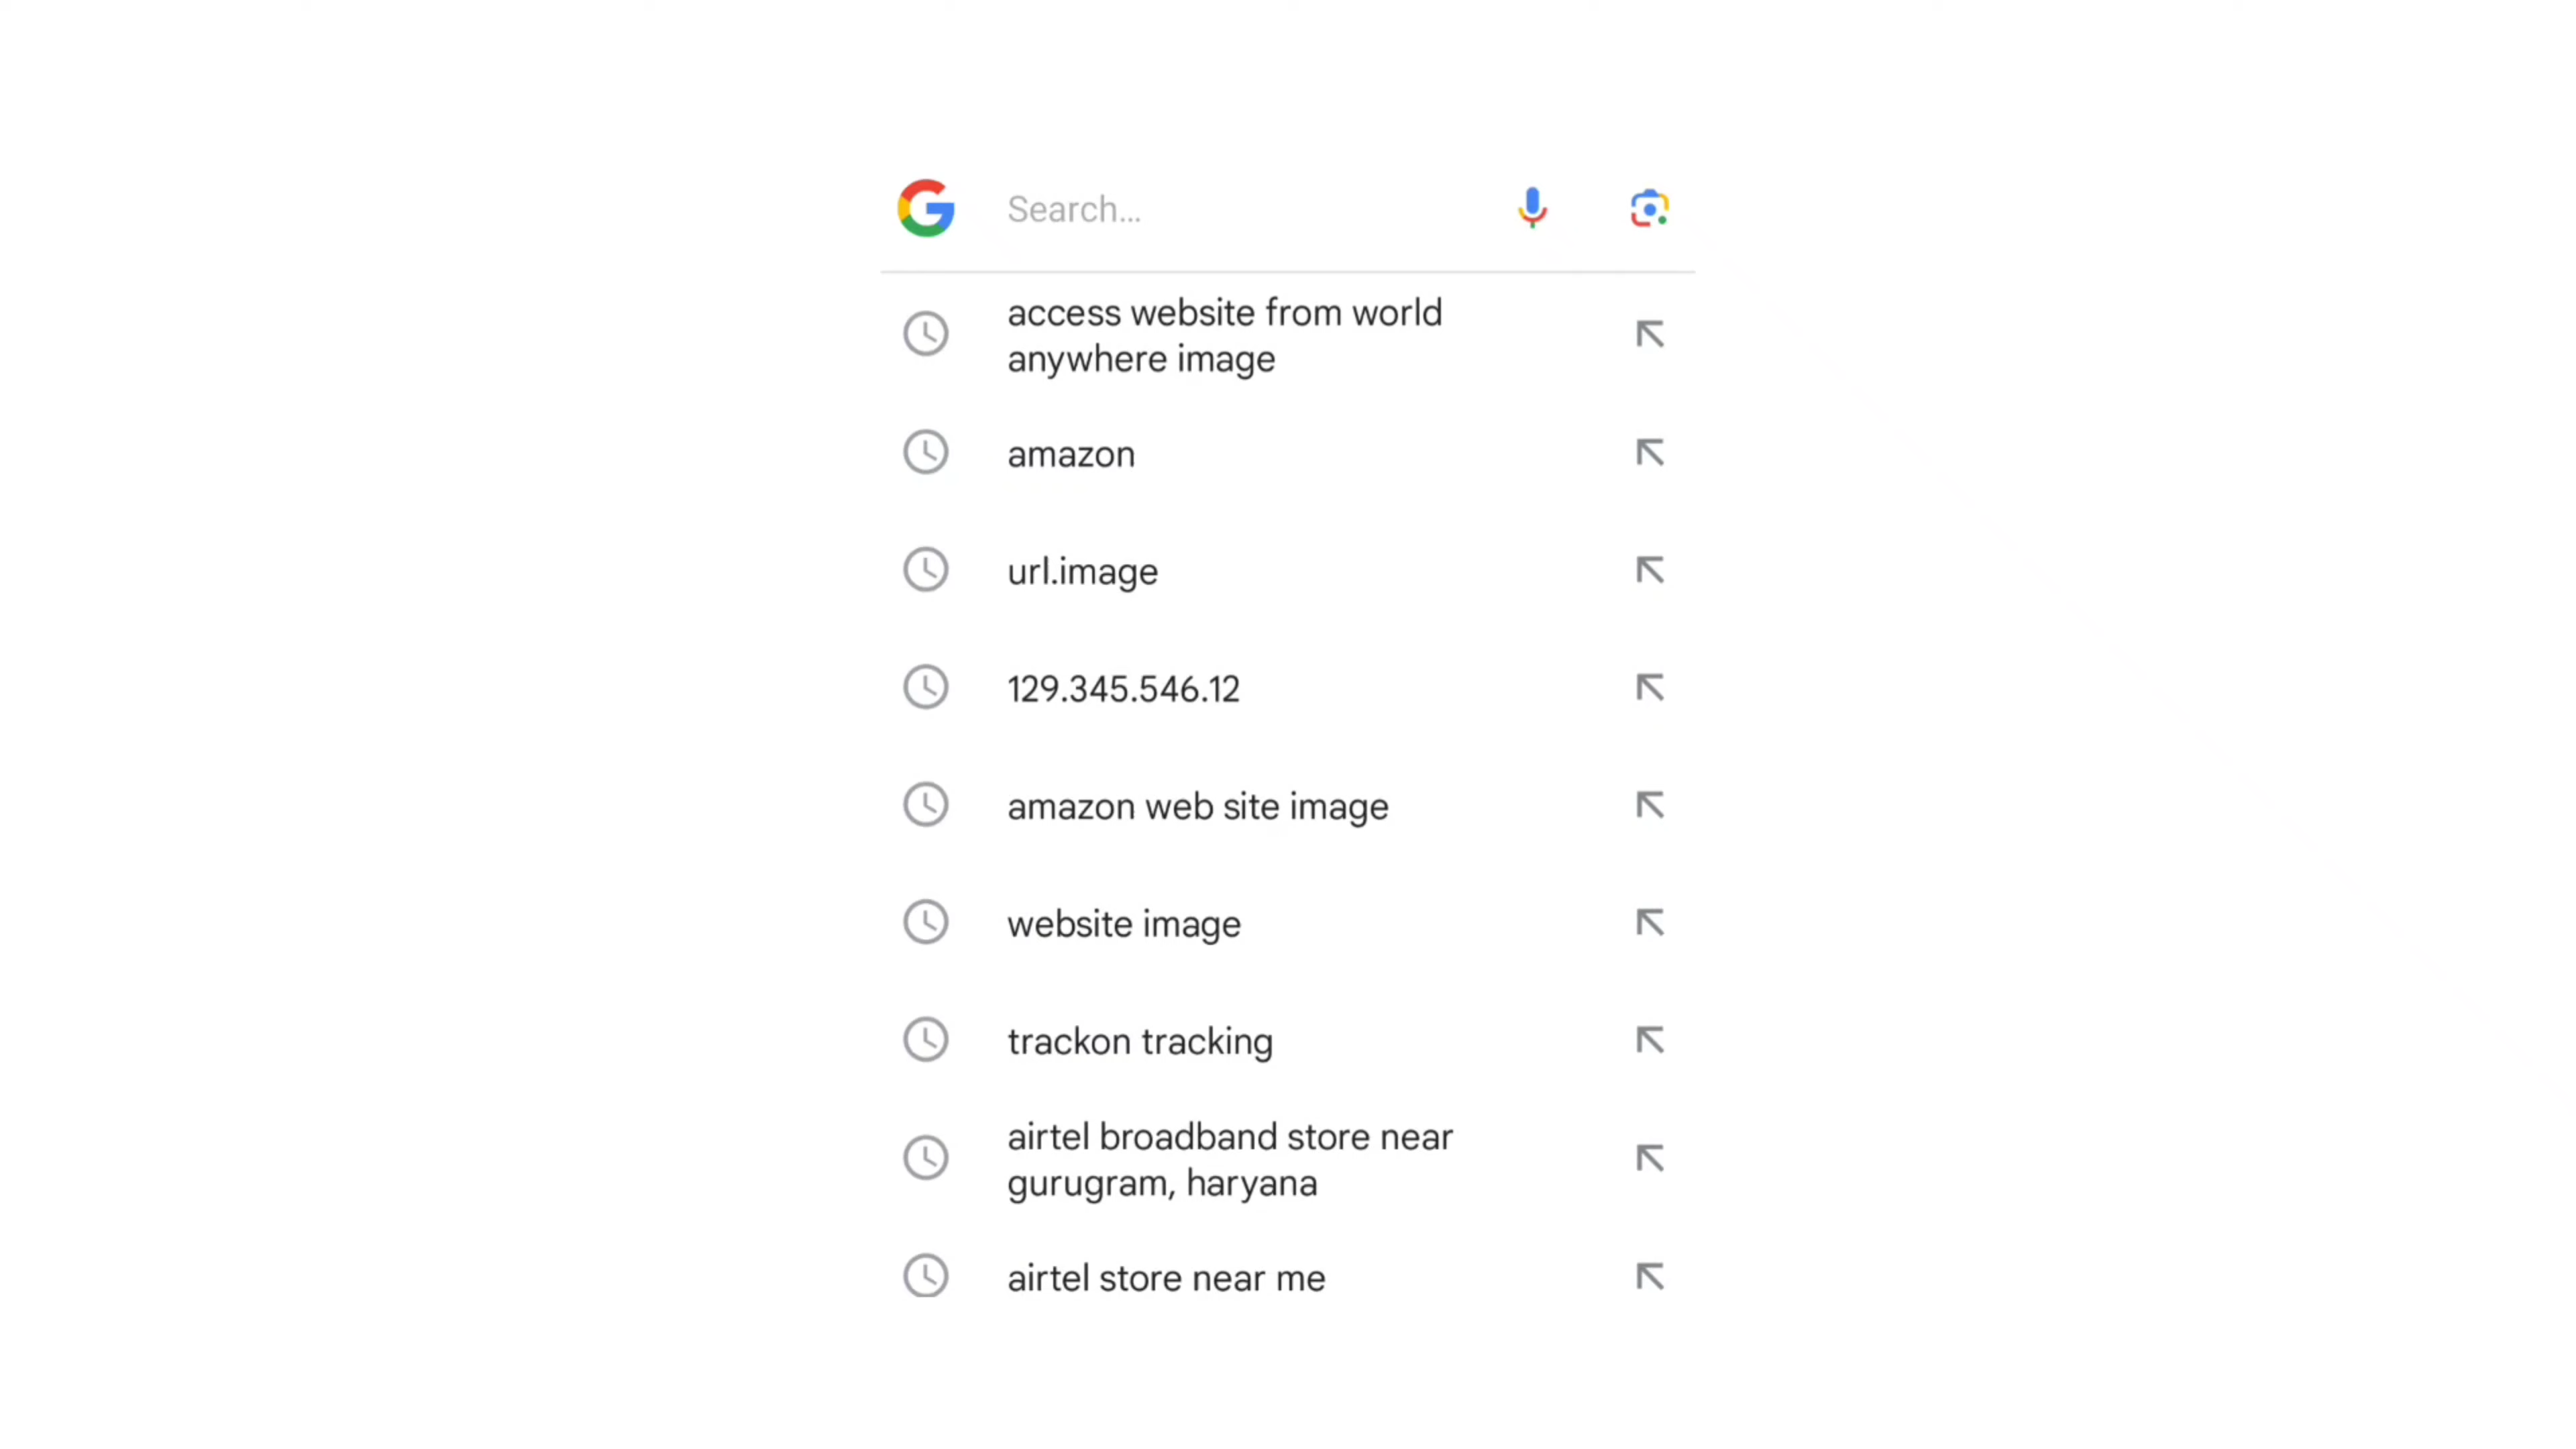 Search...
access website from world
anywhere image
amazon
url.image
129.345.546.12
amazon web site image
website image
trackon tracking
airtel broadband store near
gurugram, haryana
airtel store near me